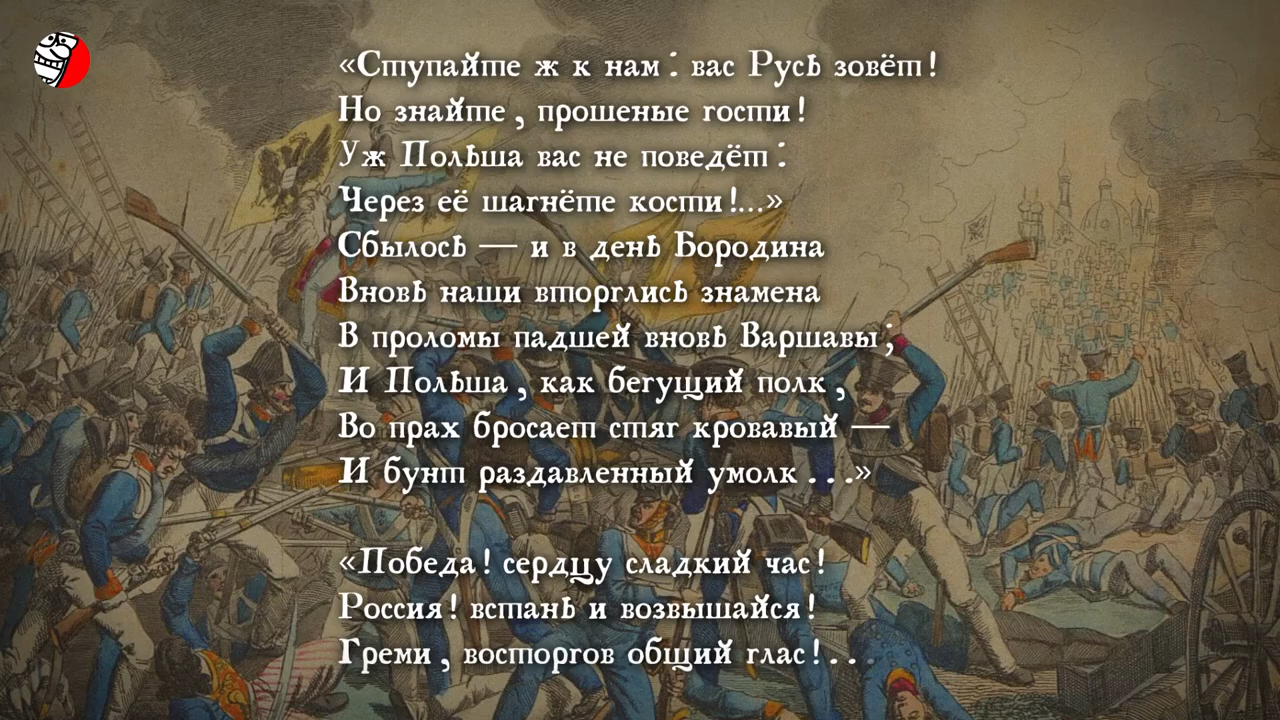 «Ступайте ж к нам: вас Русь зовёт!
Но знайте, прошеные гости!
Уж Польша вас не поведёт:
Через её шагнёте кости!...»
Сбылось — и в день Бородина
Вновь наши вторглись знамена
В проломы падшей вновь Варшавы;
И Польша, как бегущий полк,
Во прах бросает стяг кровавый —
И бунт раздавленный умолк...»
«Победа! сердцу сладкий час!
Россия! встань и возвышайся!
Греми, восторгов общий глас!...